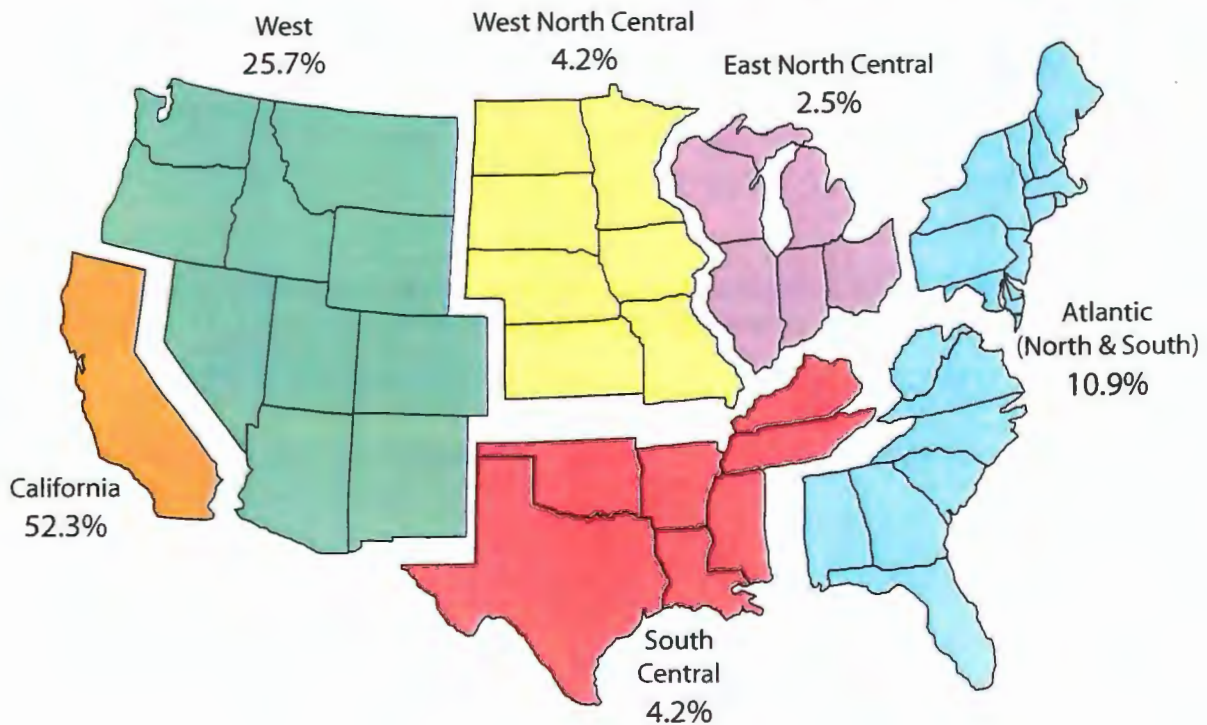 West
25.7%
West North Central
4.2%
East North Central
2.5%
Atlantic
(North & South)
10.9%
California
52.3%
South
Central
4.2%